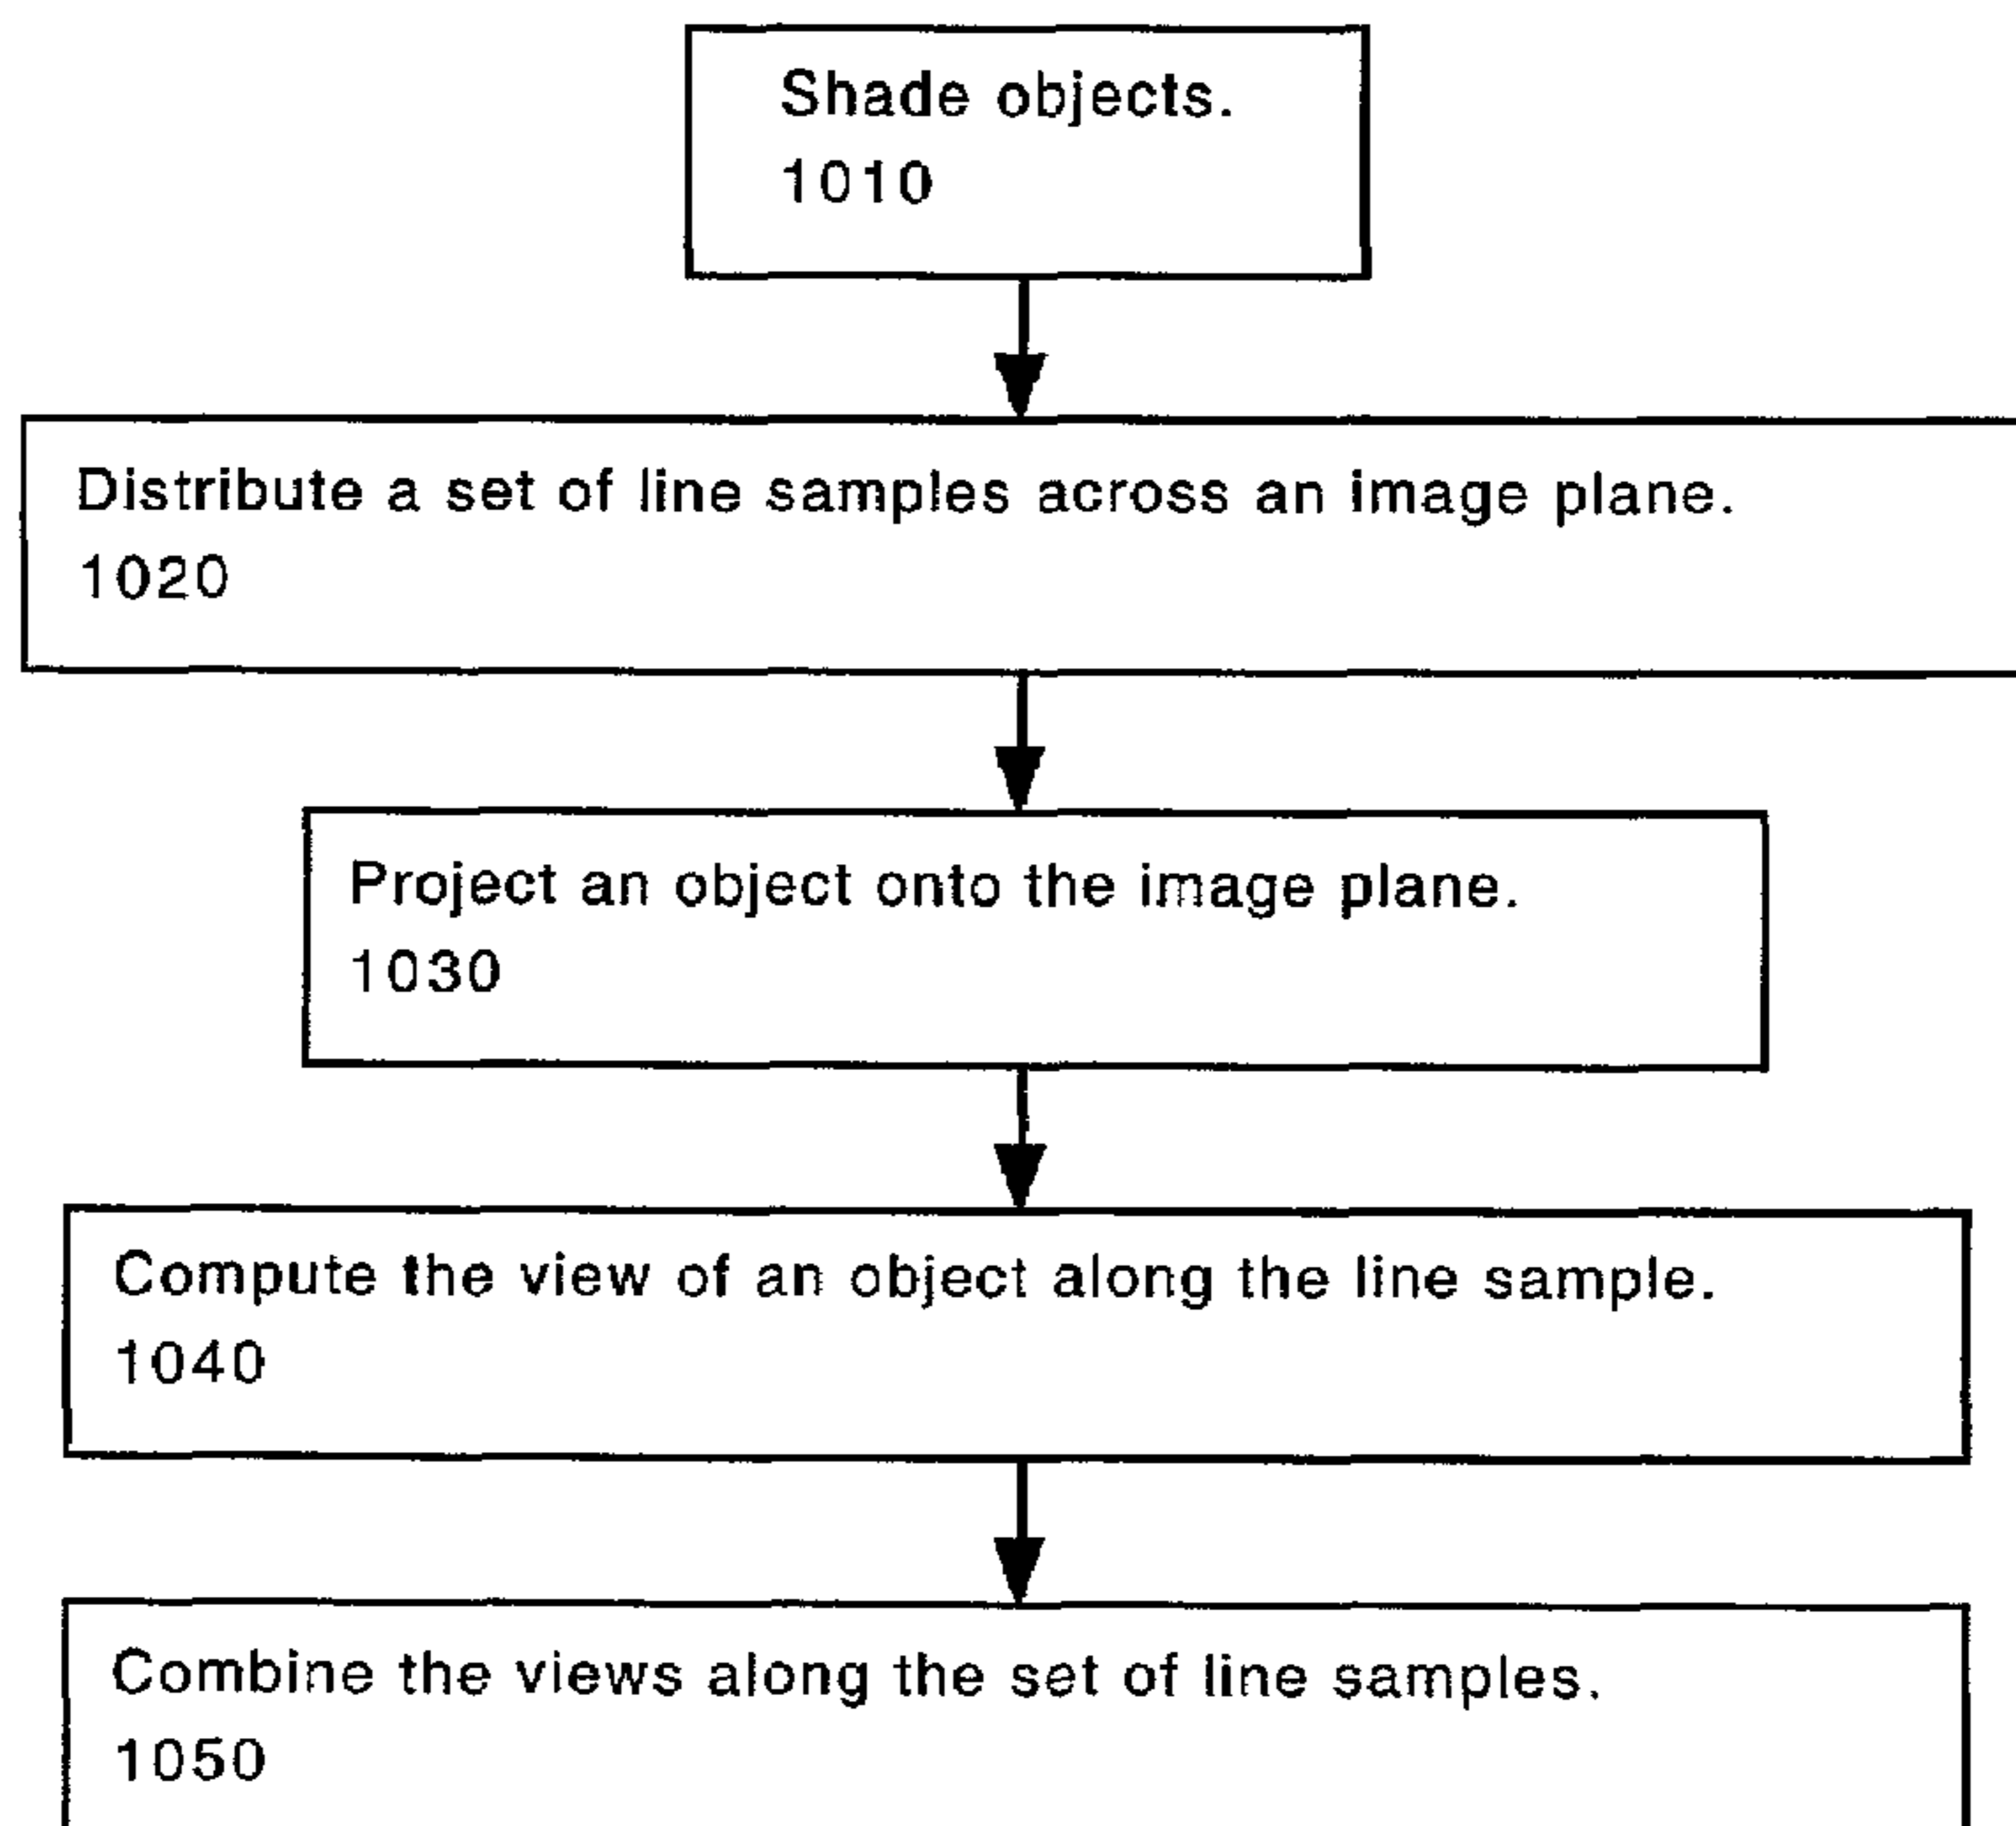 Shade objects.
1010
Distribute a set of line samples across an image plane.
1020
Project an object onto the image plane.
1030
Compute the view of an object along the line sample.
1040
Combine the views along the set of line samples.
1050